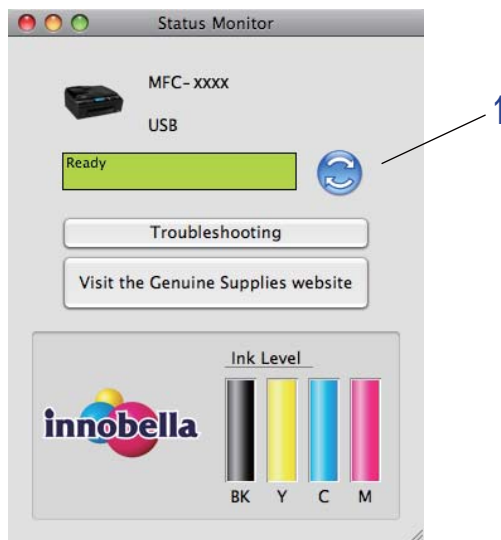 Status Monitor
MFC- xxxx
USB
Ready
1
Troubleshooting
Visit the Genuine Supplies website
Ink Level
innobella
BK Y C M